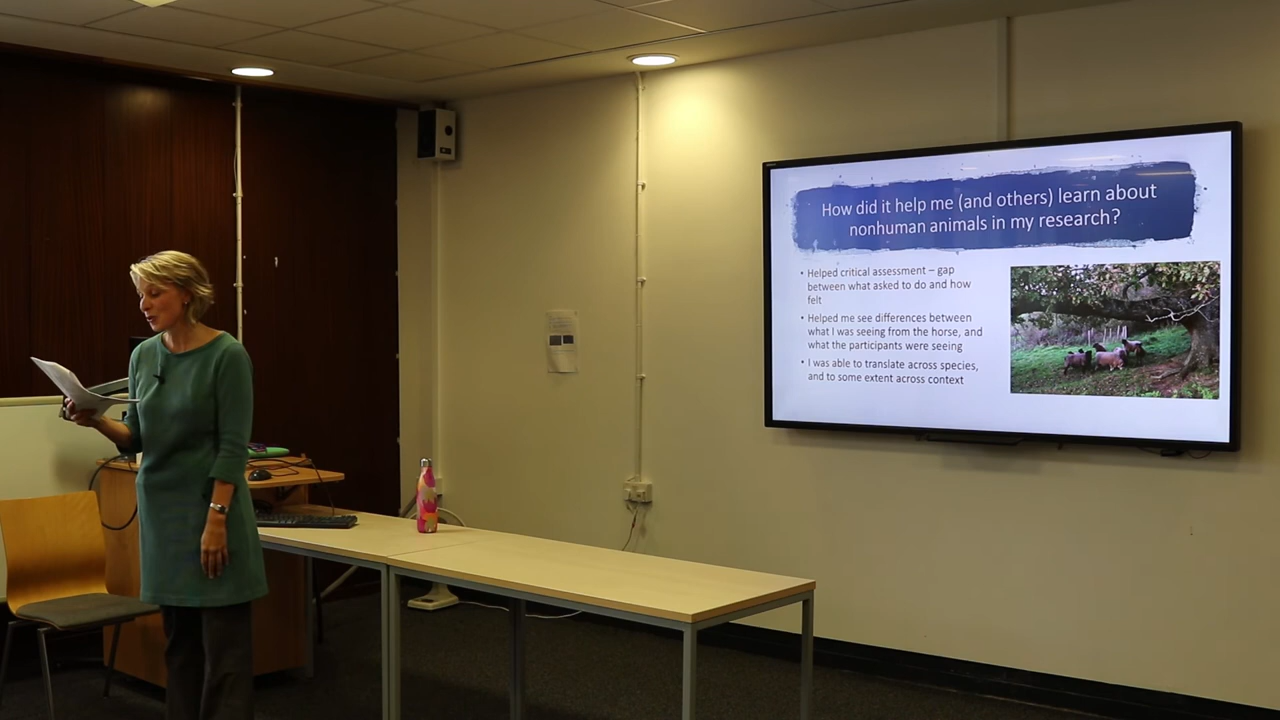 How did it help me (and others) learn about
nonhuman animals in my research?
• Helped critical assessment – gap
between what asked to do and how
felt
• Helped me see differences between
what I was seeing from the horse, and
what the participants were seeing
• I was able to translate across species,
and to some extent across context